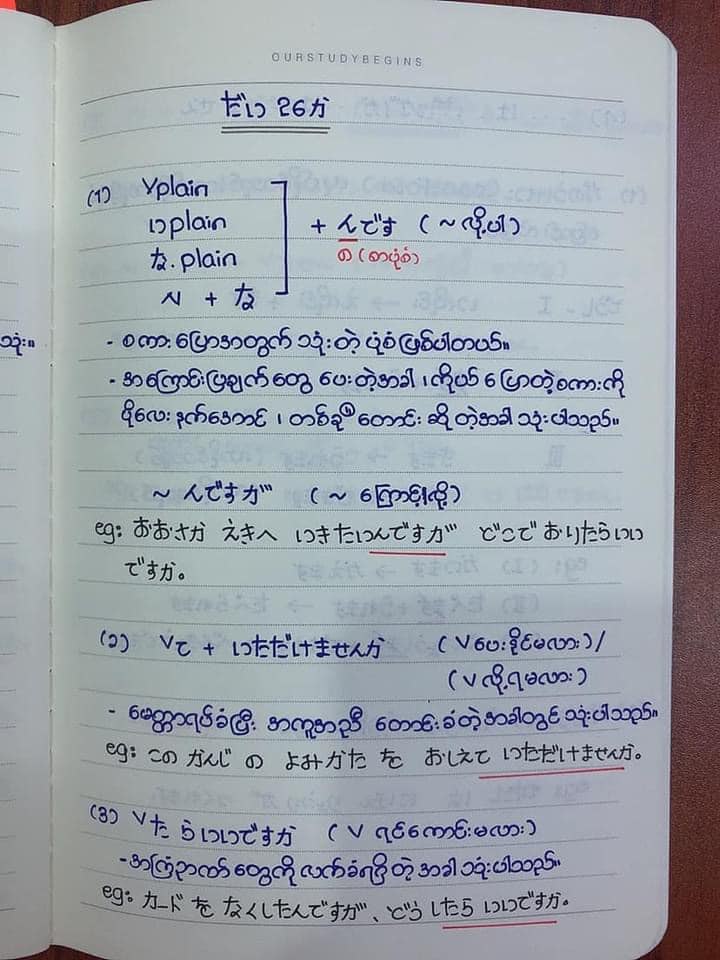 OURSTUDYBEGINS
だい 26か
(၁) Vplain
いplain
な.plain
N + な
+ んです (~လို့ပါ)
の (စာပုံစံ)
သုံး။
- စကားပြောအတွက် သုံးတဲ့ ပုံစံဖြစ်ပါတယ်။
- အကြောင်းပြချက်တွေ ပေးတဲ့အခါ၊ ကိုယ်ပြောတဲ့စကားကို
ပိုလေးနက်အောင်၊ တစ်ခုခု တောင်းဆိုတဲ့အခါ သုံးပါသည်။
~ んですが (~ ကြောင့်/လို့)
eg: おおさか えきへ いきたいんですが どこで おりたらいい
ですか。
(၃) Vて + いただけませんか (V ပေးနိုင်မလား)/
(V လို့ရမလား)
- မေတ္တာရပ်ခံပြီး အကူအညီ တောင်းခံတဲ့အခါတွင် သုံးပါသည်။
eg: この かんじ の よみかた を おしえて いただけませんか。
(3) Vた らいいですか (V ရင်ကောင်းမလား)
- အကြံဉာဏ်တွေကို လက်ခံရရှိတဲ့ အခါ သုံးပါသည်။
eg: カード を なくしたんですが、どう したら いいですか。